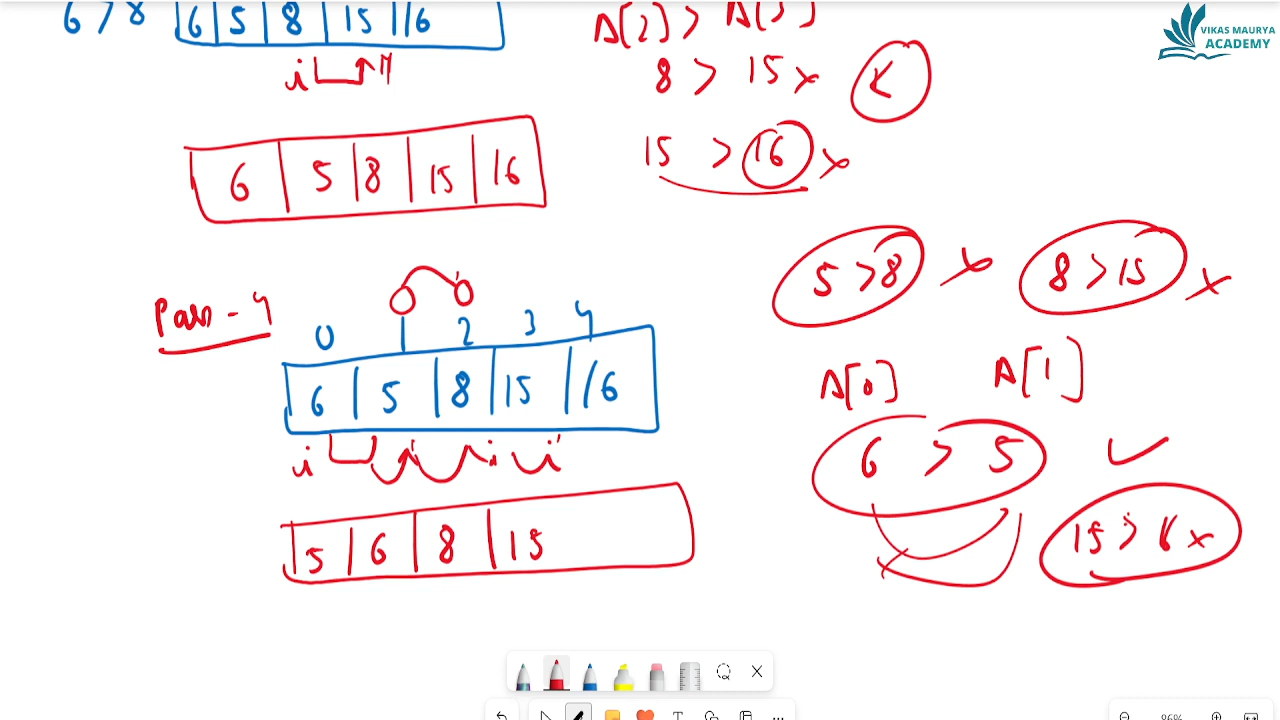 6 > 8 6 5 8 15 16
A[2] > A[3]
i
8 > 15 x
6 5 8 15 16
15 > 16 x
5 > 8 x 8 > 15 x
Pass - 4
0 1 2 3 4
6 5 8 15 16
A[0] A[1]
6 > 5 ✓
i i i i
5 6 8 15
15 > 16 x
VIKAS MAURYA
ACADEMY
86%